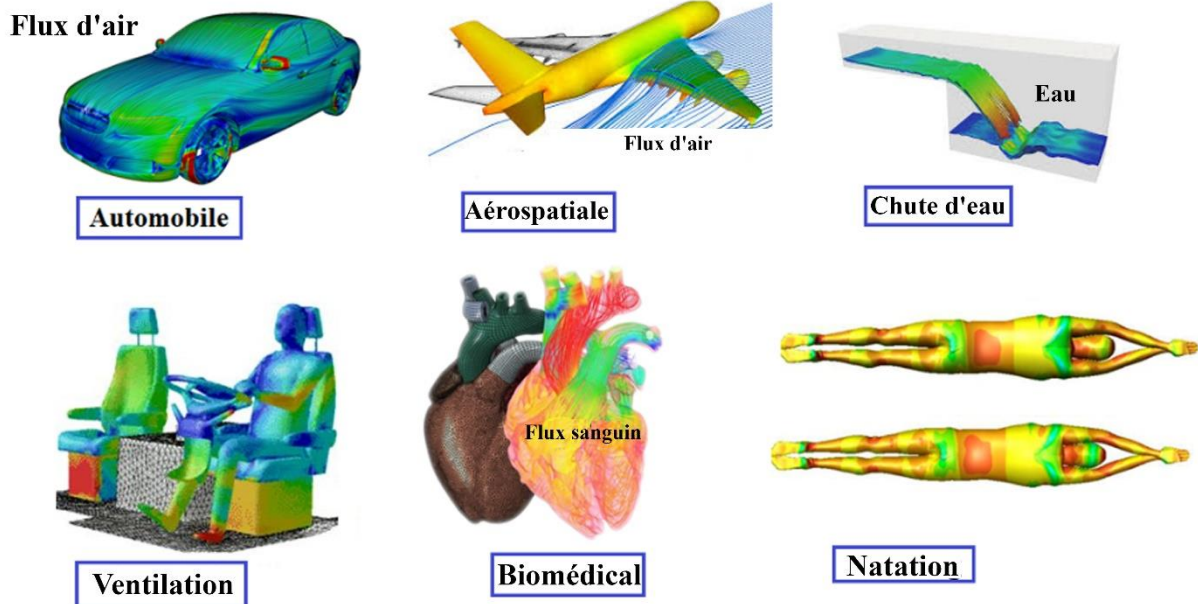 Flux d'air
Flux d'air
Eau
Automobile
Aérospatiale
Chute d'eau
Flux sanguin
Ventilation
Biomédical
Natation